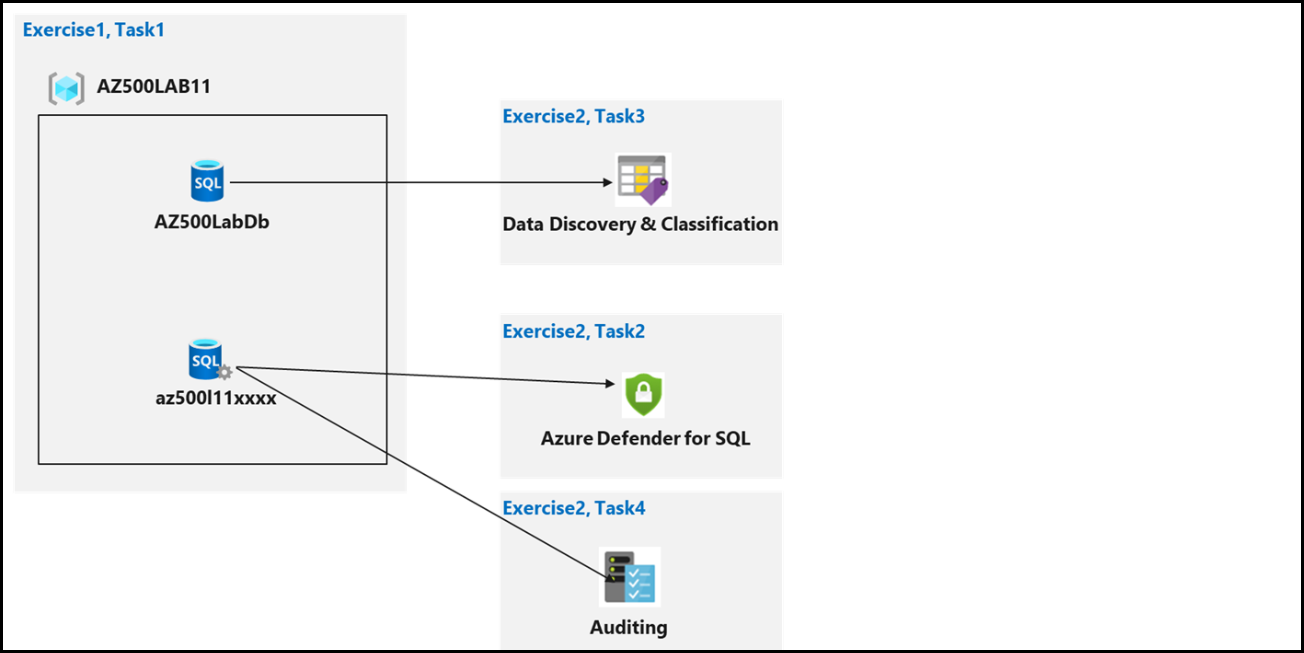 Exercise1, Task1
AZ500LAB11
SQL
AZ500LabDb
SQL
az500l11xxxx
Exercise2, Task3
Data Discovery & Classification
Exercise2, Task2
Azure Defender for SQL
Exercise2, Task4
Auditing